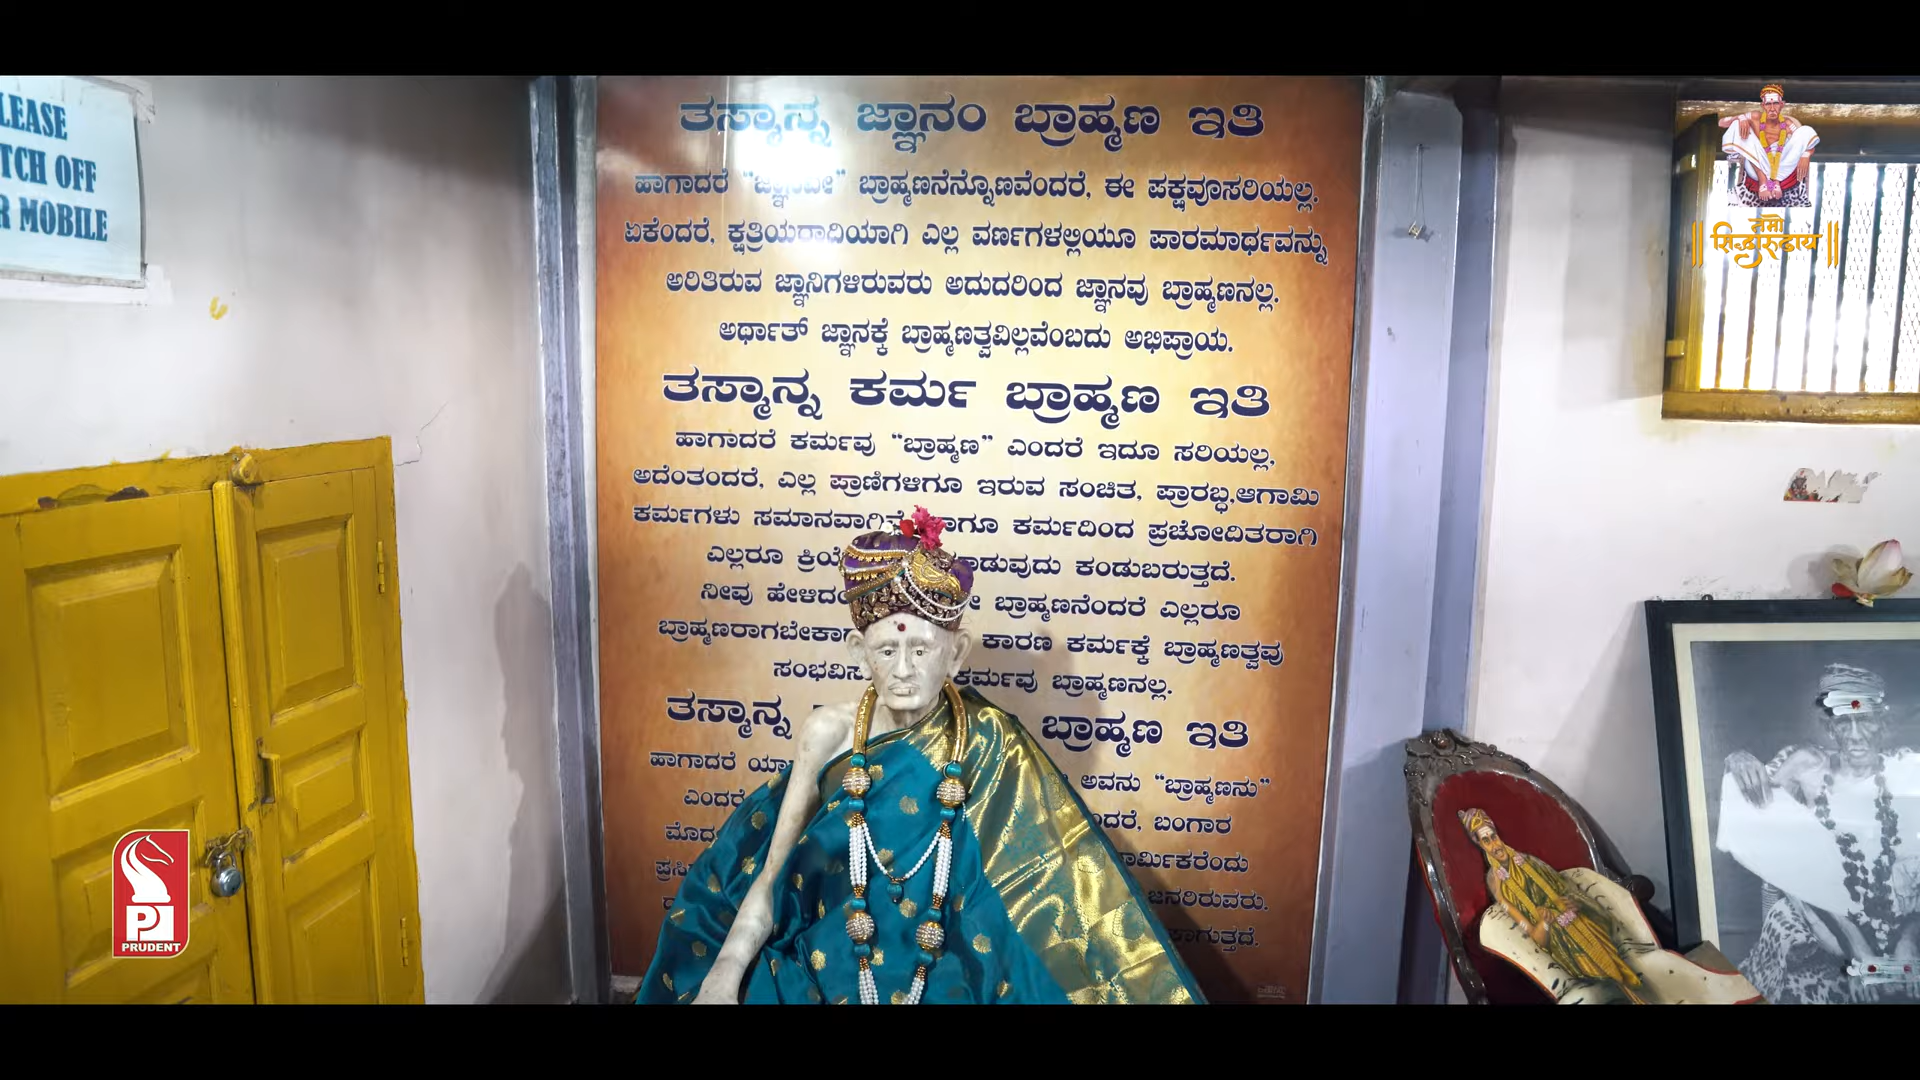 LEASE
TCH OFF
R MOBILE
ತಸ್ಮಾನ್ನ ಜ್ಞಾನಂ ಬ್ರಾಹ್ಮಣ ಇತಿ
ಹಾಗಾದರೆ "ಜ್ಞಾನವೇ" ಬ್ರಾಹ್ಮಣನೆನ್ನೋಣವೆಂದರೆ, ಈ ಪಕ್ಷವೂಸರಿಯಲ್ಲ.
ಏಕೆಂದರೆ, ಕ್ಷತ್ರಿಯರಾದಿಯಾಗಿ ಎಲ್ಲ ವರ್ಣಗಳಲ್ಲಿಯೂ ಪಾರಮಾರ್ಥವನ್ನು
ಅರಿತಿರುವ ಜ್ಞಾನಿಗಳಿರುವರು ಅದುದರಿಂದ ಜ್ಞಾನವು ಬ್ರಾಹ್ಮಣನಲ್ಲ.
ಅರ್ಥಾತ್ ಜ್ಞಾನಕ್ಕೆ ಬ್ರಾಹ್ಮಣತ್ವವಿಲ್ಲವೆಂಬದು ಅಭಿಪ್ರಾಯ.
ತಸ್ಮಾನ್ನ ಕರ್ಮ ಬ್ರಾಹ್ಮಣ ಇತಿ
ಹಾಗಾದರೆ ಕರ್ಮವು "ಬ್ರಾಹ್ಮಣ" ಎಂದರೆ ಇದೂ ಸರಿಯಲ್ಲ,
ಅದೆಂತಂದರೆ, ಎಲ್ಲ ಪ್ರಾಣಿಗಳಿಗೂ ಇರುವ ಸಂಚಿತ, ಪ್ರಾರಬ್ಧ,ಆಗಾಮಿ
ಕರ್ಮಗಳು ಸಮಾನವಾಗಿ ಕರ್ಮದಿಂದ ಪ್ರಚೋದಿತರಾಗಿ
ಎಲ್ಲರೂ ಕ್ರಿ ಾಡುವುದು ಕಂಡುಬರುತ್ತದೆ.
ನೀವು ಹೇಳಿದಂ ಬ್ರಾಹ್ಮಣನೆಂದರೆ ಎಲ್ಲರೂ
ಬ್ರಾಹ್ಮಣರಾಗಬೇಕಾ ಕಾರಣ ಕರ್ಮಕ್ಕೆ ಬ್ರಾಹ್ಮಣತ್ವವು
ಸಂಭವಿಸು ಕರ್ಮವು ಬ್ರಾಹ್ಮಣನಲ್ಲ.
ತಸ್ಮಾನ್ನ ಬ್ರಾಹ್ಮಣ ಇತಿ
ಹಾಗಾದರೆ ಯಾ ಅವನು "ಬ್ರಾಹ್ಮಣನು"
ಎಂದರೆ ಂದರೆ, ಬಂಗಾರ
ಮೊದ ಾರ್ಮಿಕರೆಂದು
ಪ್ರಸಿ ಜನರಿರುವರು.
ಾಗುತ್ತದೆ.
नमो
॥ सिद्धारुढाय ॥
PI
PRUDENT